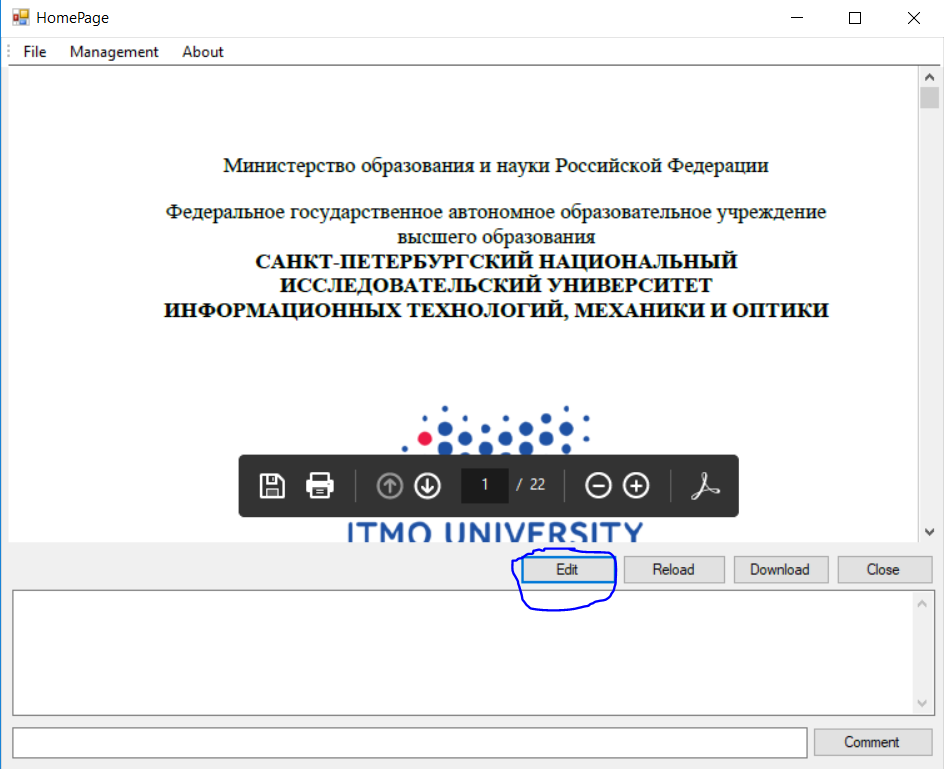 HomePage
File Management About
Министерство образования и науки Российской Федерации
Федеральное государственное автономное образовательное учреждение
высшего образования
САНКТ-ПЕТЕРБУРГСКИЙ НАЦИОНАЛЬНЫЙ
ИССЛЕДОВАТЕЛЬСКИЙ УНИВЕРСИТЕТ
ИНФОРМАЦИОННЫХ ТЕХНОЛОГИЙ, МЕХАНИКИ И ОПТИКИ
1 / 22
ITMO UNIVERSITY
Edit Reload Download Close
Comment